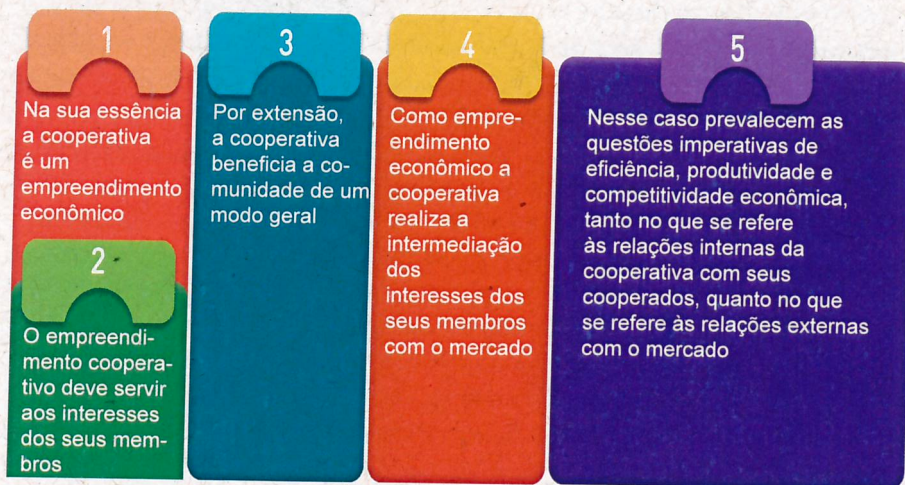 1
Na sua essência
a cooperativa
é um
empreendimento
econômico
2
O empreendi-
mento coopera-
tivo deve servir
aos interesses
dos seus mem-
bros
3
Por extensão,
a cooperativa
beneficia a co-
munidade de um
modo geral
4
Como empre-
endimento
econômico a
cooperativa
realiza a
intermediação
dos
interesses dos
seus membros
com o mercado
5
Nesse caso prevalecem as
questões imperativas de
eficiência, produtividade e
competitividade econômica,
tanto no que se refere
às relações internas da
cooperativa com seus
cooperados, quanto no que
se refere às relações externas
com o mercado